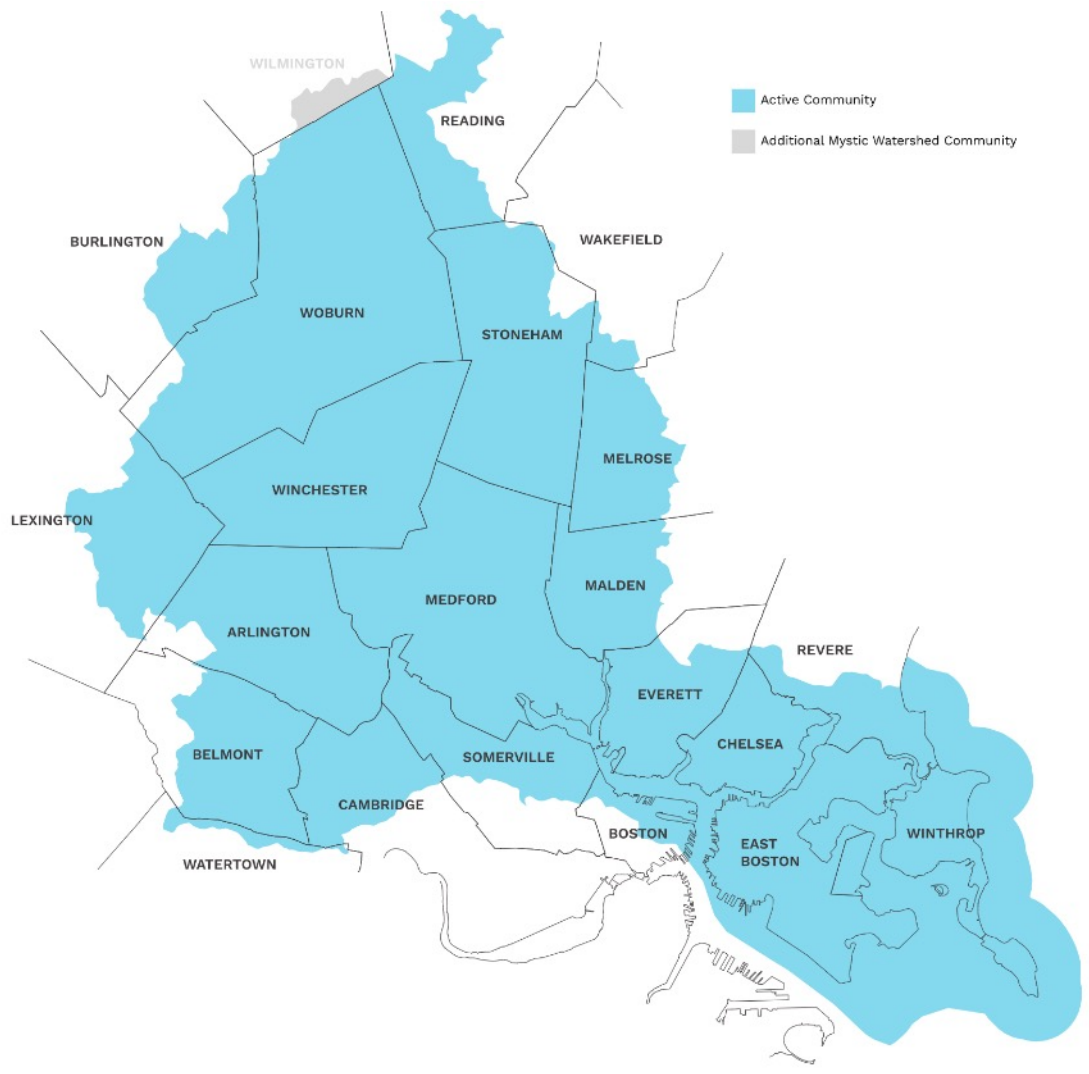 WILMINGTON
Active Community
READING
Additional Mystic Watershed Community
BURLINGTON
WAKEFIELD
WOBURN
STONEHAM
MELROSE
WINCHESTER
LEXINGTON
MALDEN
MEDFORD
ARLINGTON
REVERE
EVERETT
CHELSEA
BELMONT
SOMERVILLE
CAMBRIDGE
BOSTON
WINTHROP
EAST
BOSTON
WATERTOWN